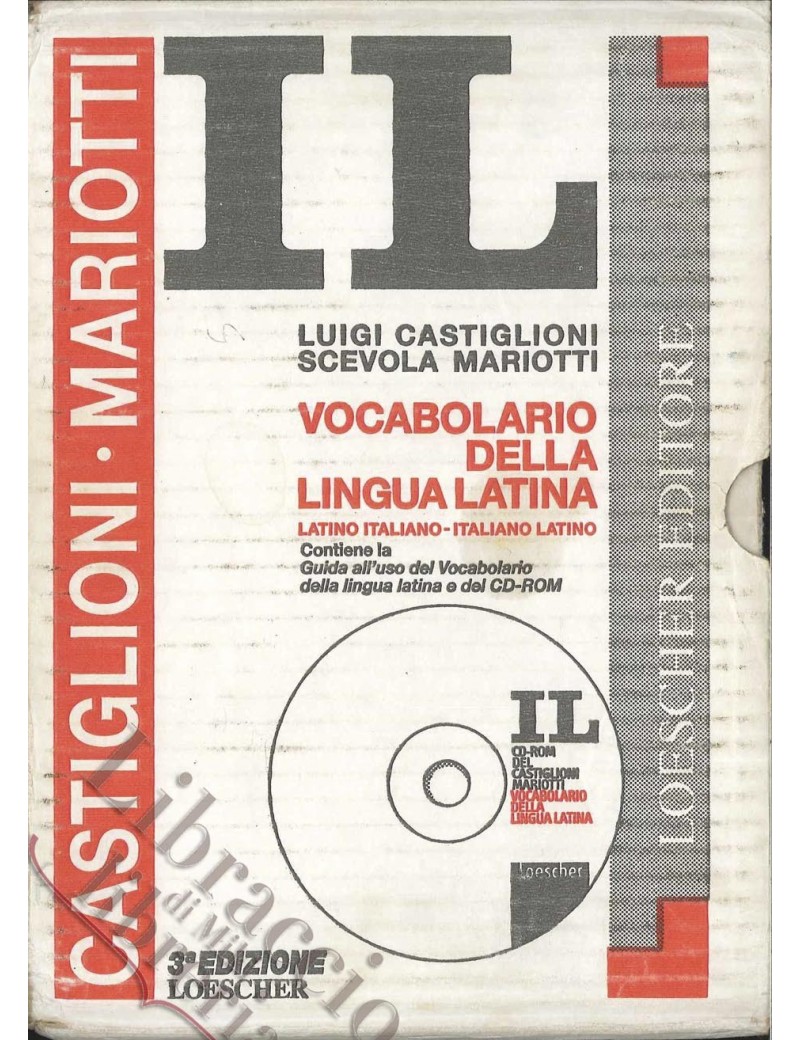 CASTIGLIONI · MARIOTTI
IL
LUIGI CASTIGLIONI
SCEVOLA MARIOTTI
VOCABOLARIO
DELLA
LINGUA LATINA
LATINO ITALIANO-ITALIANO LATINO
Contiene la
Guida all'uso del Vocabolario
della lingua latina e del CD-ROM
LOESCHER EDITORE
IL
CD-ROM
DEL
CASTIGLIONI
MARIOTTI
VOCABOLARIO
DELLA
LINGUA LATINA
Loescher
3ª EDIZIONE
LOESCHER
Libraccio